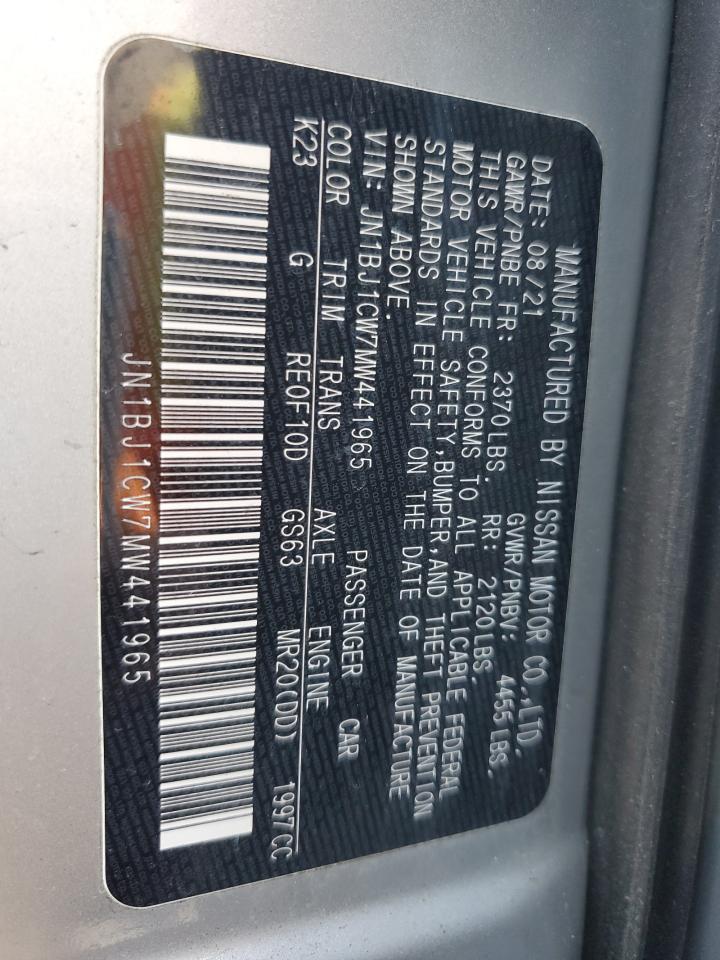 MANUFACTURED BY NISSAN MOTOR CO.,LTD.
DATE: 08/21 GVWR/PNBV: 4455 LBS.
GAWR/PNBE FR: 2370LBS. RR: 2120LBS.
THIS VEHICLE CONFORMS TO ALL APPLICABLE FEDERAL
MOTOR VEHICLE SAFETY,BUMPER,AND THEFT PREVENTION
STANDARDS IN EFFECT ON THE DATE OF MANUFACTURE
SHOWN ABOVE.
VIN: JN1BJ1CW7MW441965 PASSENGER CAR
COLOR TRIM TRANS AXLE ENGINE
K23 G RE0F10D GS63 MR20(DD) 1997CC
JN1BJ1CW7MW441965